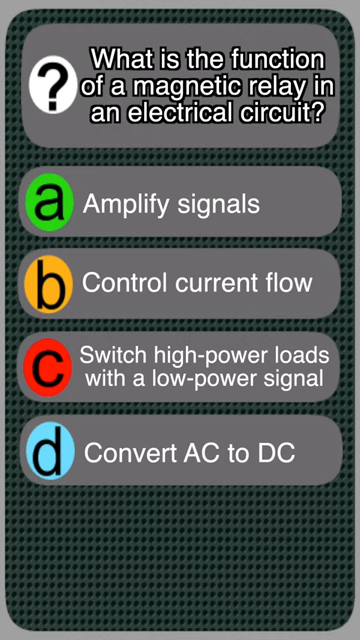 ?
What is the function
of a magnetic relay in
an electrical circuit?
a Amplify signals
b Control current flow
c Switch high-power loads
with a low-power signal
d Convert AC to DC